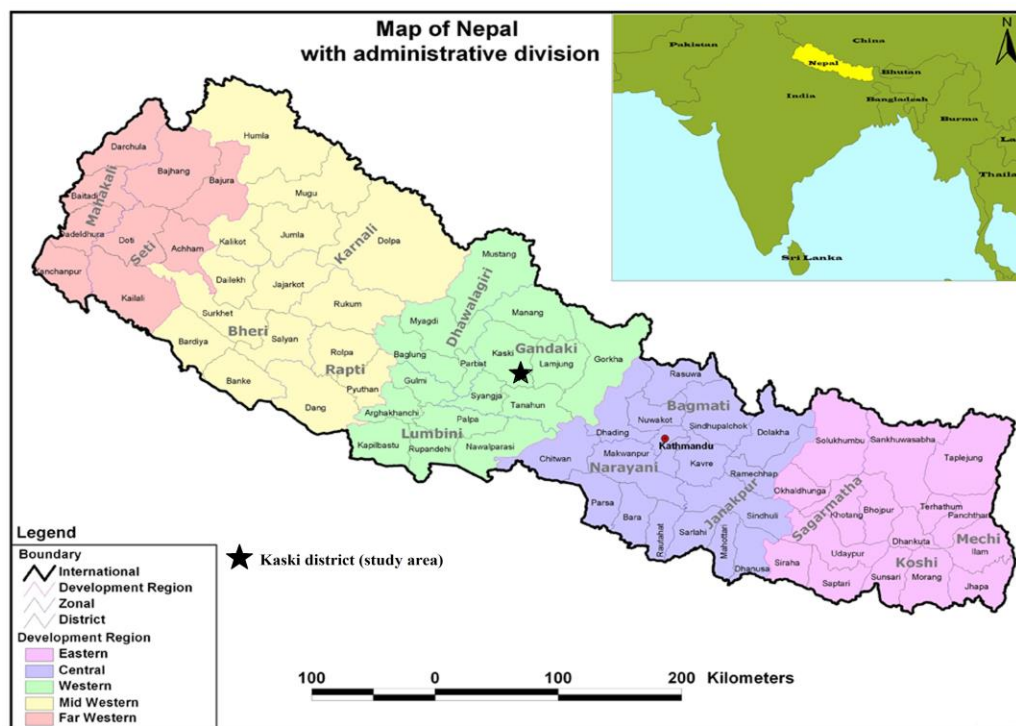 Map of Nepal
with administrative division
N
Pakistan
China
Nepal
Bhutan
India
Bangladesh
Burma
La
Thaila
Sri Lanka
Humla
Darchula
Bajhang
Bajura
Mugu
Baitadi
Mahakali
Karnali
Dolpa
Jumla
Kalikot
Doti
Seti
Achham
Mustang
Dailekh
Jajarkot
Kailali
Surkhet
Rukum
Dhawalagiri
Manang
Myagdi
Bheri
Salyan
Bardiya
Rolpa
Baglung
Kaski
Gandaki
Gorkha
Lamjung
Rapti
Banke
Pyuthan
Gulmi
Rasuwa
Dang
Syangja
Tanahun
Arghakhanchi
Palpa
Bagmati
Nuwakot
Sindhupalchok
Lumbini
Dhading
Dolakha
Kathmandu
Kapilbastu
Rupandehi
Nawalparasi
Chitwan
Makwanpur
Kavre
Narayani
Ramechhap
Solukhumbu
Sankhuwasabha
Taplejung
Janakpur
Okhaldhunga
Sagarmatha
Parsa
Bara
Rautahat
Sarlahi
Mahottari
Sindhuli
Dhanusa
Khotang
Bhojpur
Terhathum
Panchthar
Dhankuta
Mechi
Ilam
Siraha
Udaypur
Koshi
Saptari
Sunsari
Morang
Jhapa
Legend
Boundary
International
Development Region
Zonal
District
Development Region
Eastern
Central
Western
Mid Western
Far Western
Kaski district (study area)
100 0 100 200 Kilometers